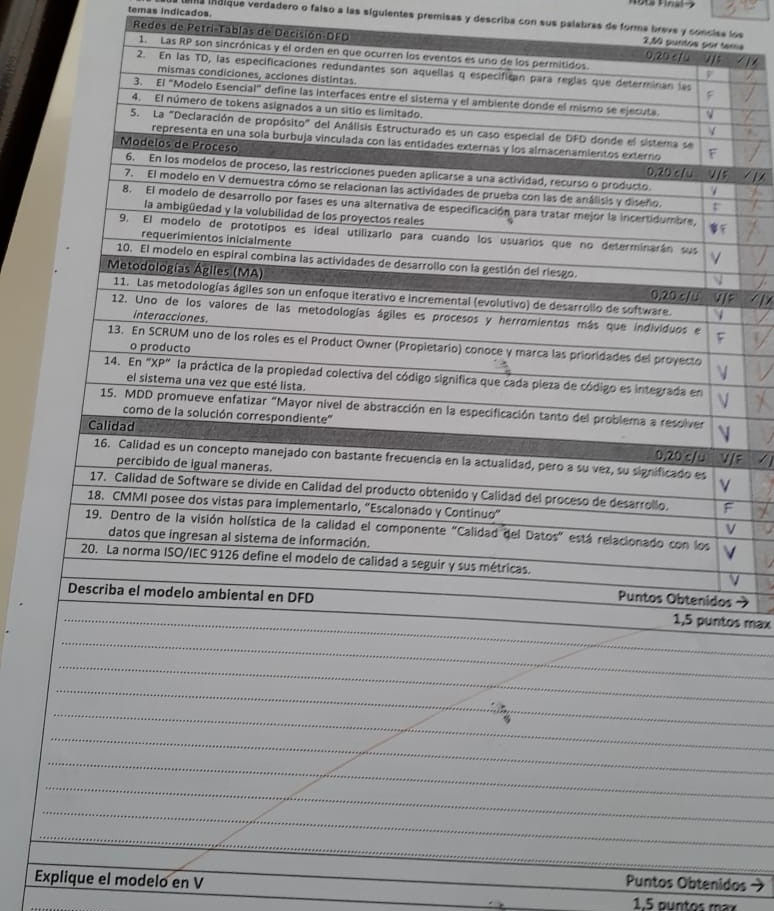 indique verdadero o falso a las siguientes premisas y describa con sus palabras de forma breve y concisa los
temas indicados.
Nota Final→
2,50 puntos por tema
Redes de Petri-Tablas de Decisión-DFD 0,20 c/u V/F ✓/X
1. Las RP son sincrónicas y el orden en que ocurren los eventos es uno de los permitidos. F
2. En las TD, las especificaciones redundantes son aquellas q especifican para reglas que determinan las
mismas condiciones, acciones distintas. F
3. El "Modelo Esencial" define las interfaces entre el sistema y el ambiente donde el mismo se ejecuta. V
4. El número de tokens asignados a un sitio es limitado. V
5. La "Declaración de propósito" del Análisis Estructurado es un caso especial de DFD donde el sistema se
representa en una sola burbuja vinculada con las entidades externas y los almacenamientos externo F
Modelos de Proceso 0,20 c/u V/F ✓/X
6. En los modelos de proceso, las restricciones pueden aplicarse a una actividad, recurso o producto. V
7. El modelo en V demuestra cómo se relacionan las actividades de prueba con las de análisis y diseño. F
8. El modelo de desarrollo por fases es una alternativa de especificación para tratar mejor la incertidumbre,
la ambigüedad y la volubilidad de los proyectos reales F
9. El modelo de prototipos es ideal utilizarlo para cuando los usuarios que no determinarán sus
requerimientos inicialmente V
10. El modelo en espiral combina las actividades de desarrollo con la gestión del riesgo. V
Metodologías Ágiles (MA) 0,20 c/u V/F ✓/X
11. Las metodologías ágiles son un enfoque iterativo e incremental (evolutivo) de desarrollo de software. V
12. Uno de los valores de las metodologías ágiles es procesos y herramientas más que individuos e
interacciones. F
13. En SCRUM uno de los roles es el Product Owner (Propietario) conoce y marca las prioridades del proyecto
o producto V
14. En "XP" la práctica de la propiedad colectiva del código significa que cada pieza de código es integrada en
el sistema una vez que esté lista. V
15. MDD promueve enfatizar "Mayor nivel de abstracción en la especificación tanto del problema a resolver
como de la solución correspondiente" V
Calidad 0,20 c/u V/F ✓/
16. Calidad es un concepto manejado con bastante frecuencia en la actualidad, pero a su vez, su significado es
percibido de igual maneras. V
17. Calidad de Software se divide en Calidad del producto obtenido y Calidad del proceso de desarrollo. F
18. CMMI posee dos vistas para implementarlo, "Escalonado y Continuo" V
19. Dentro de la visión holística de la calidad el componente "Calidad del Datos" está relacionado con los
datos que ingresan al sistema de información. V
20. La norma ISO/IEC 9126 define el modelo de calidad a seguir y sus métricas. V
Describa el modelo ambiental en DFD Puntos Obtenidos →
1,5 puntos max
Explique el modelo en V Puntos Obtenidos →
1,5 puntos max